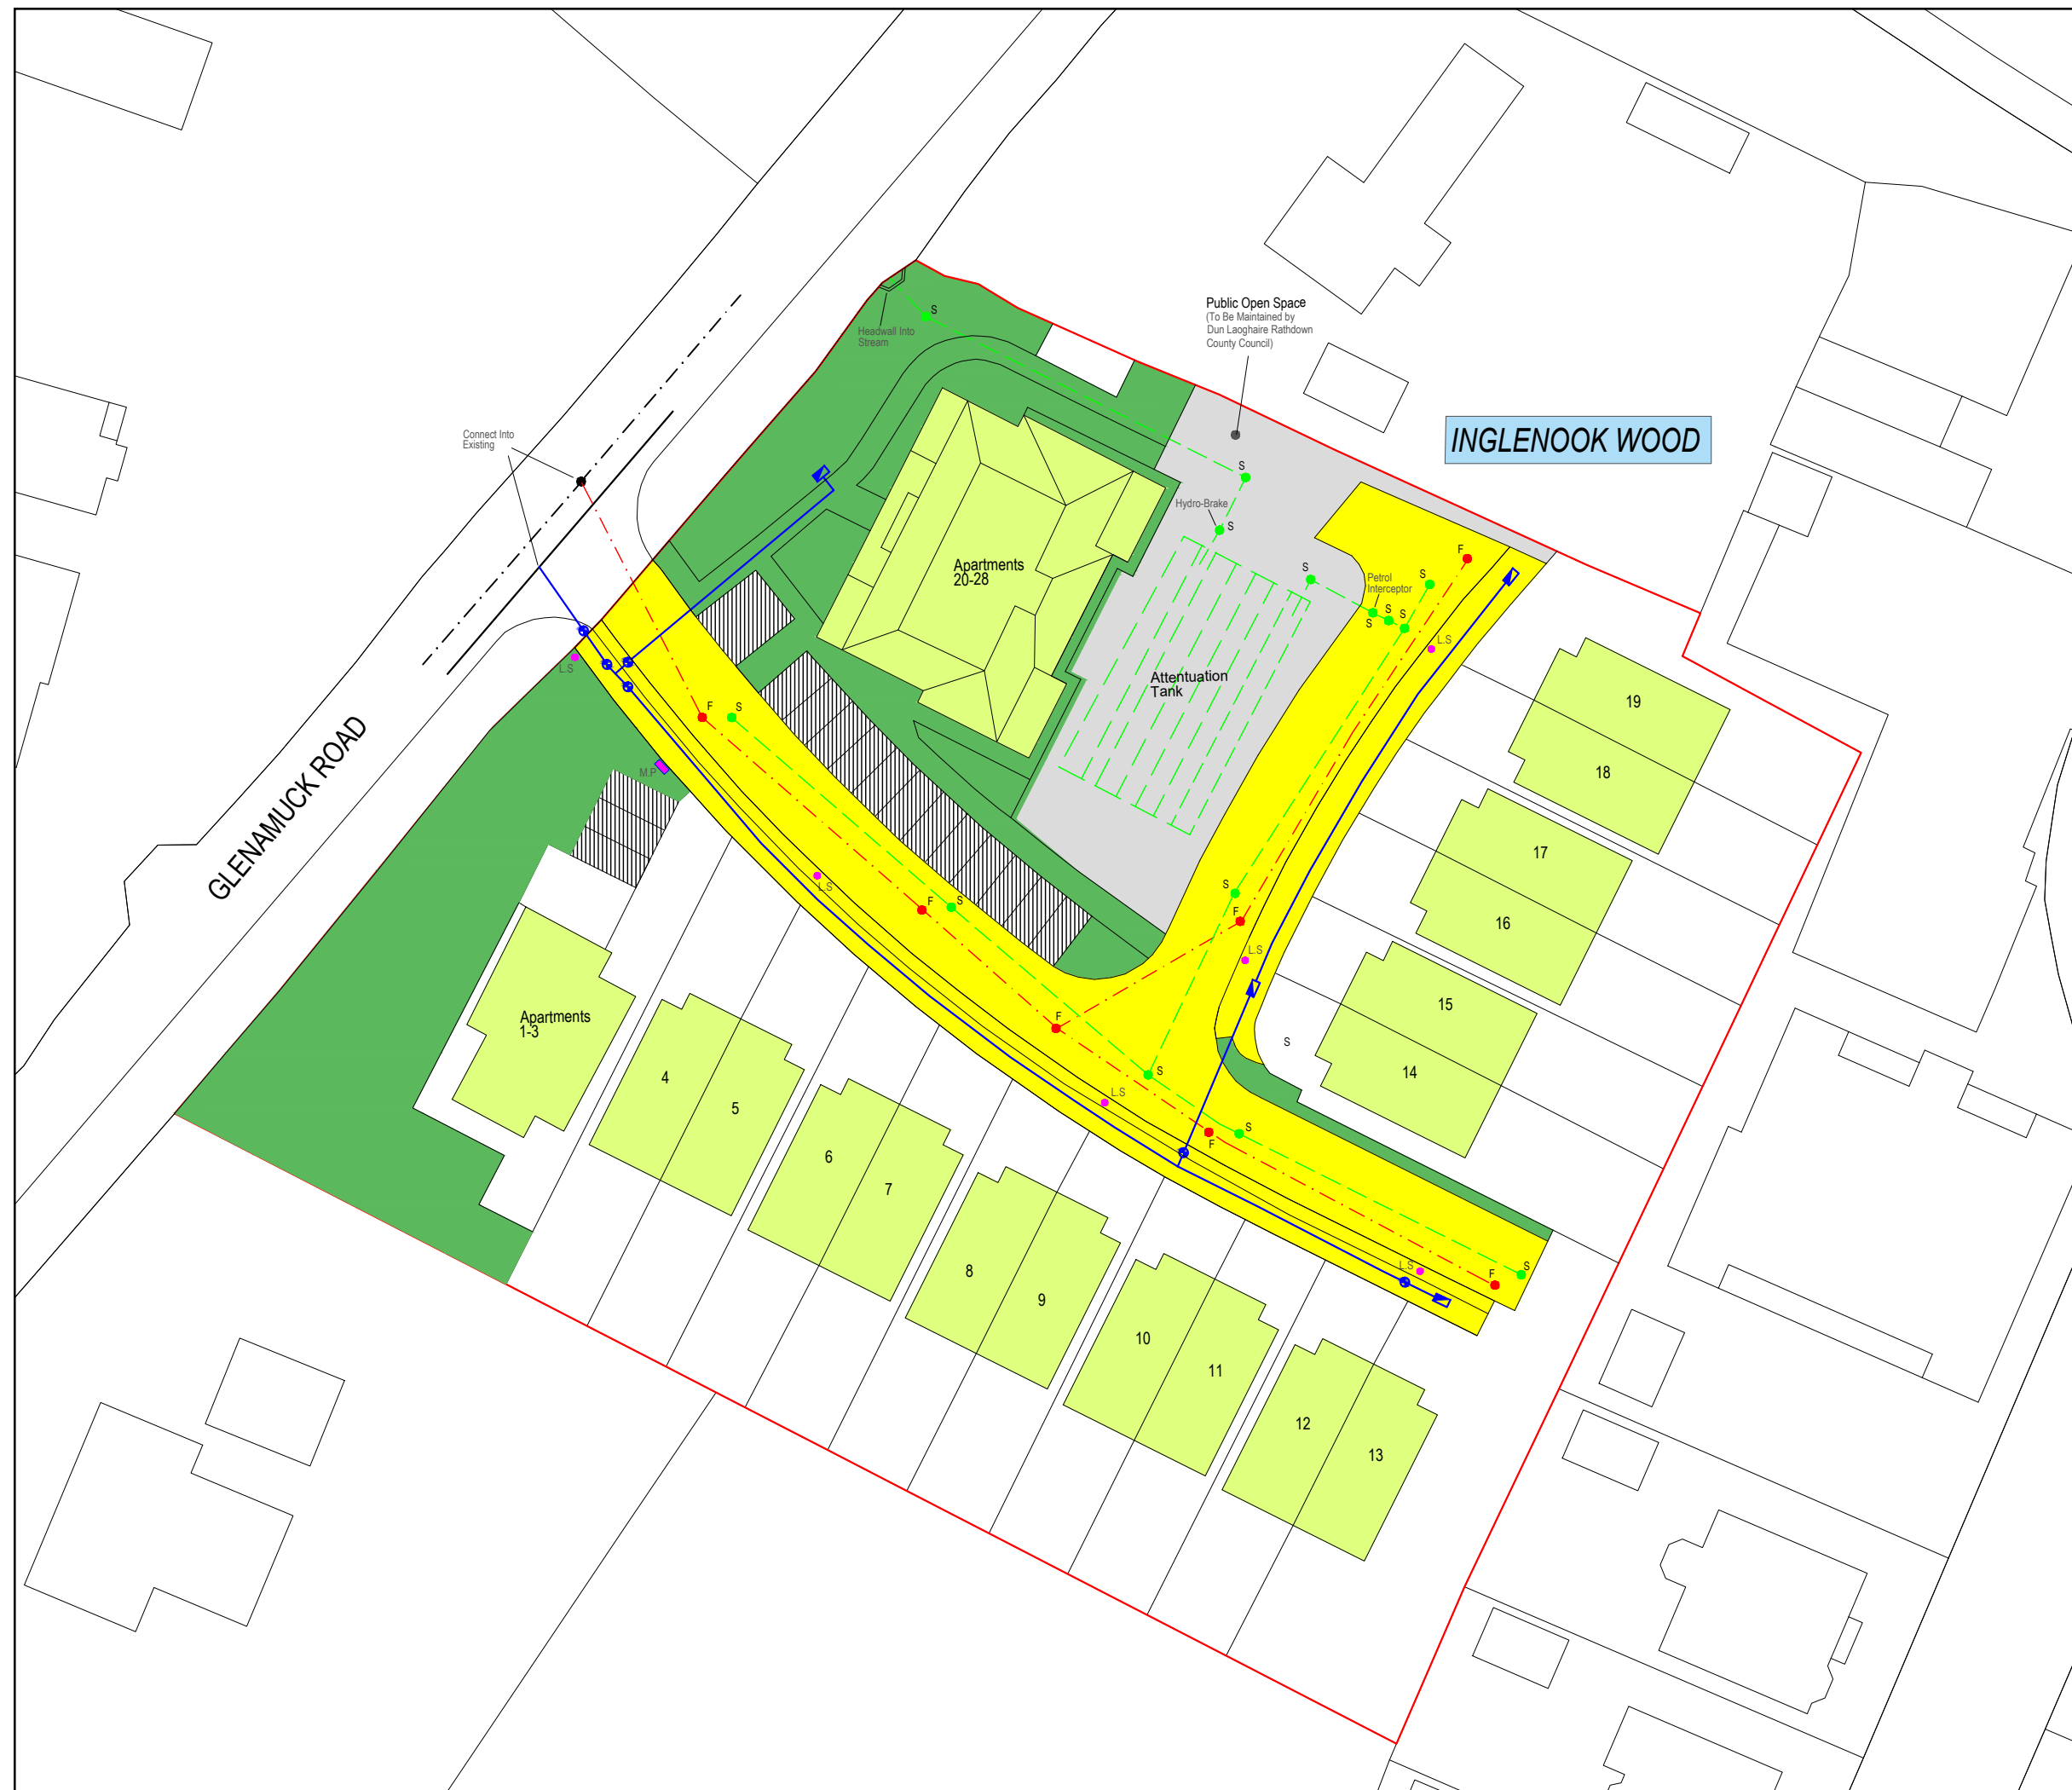 Public Open Space
(To Be Maintained by
Dun Laoghaire Rathdown
County Council)
S
Headwall Into
Stream
INGLENOOK WOOD
Connect Into
Existing
S
Hydro-Brake
S
F
Apartments
20-28
Petrol
Interceptor
S
S
S
S
L.S
L.S
Attentuation
Tank
19
F
S
GLENAMUCK ROAD
M.P
18
17
L.S
S
F
S
F
16
L.S
15
Apartments
1-3
F
S
14
4
S
L.S
5
S
F
6
7
L.S
S
F
8
9
10
11
12
13